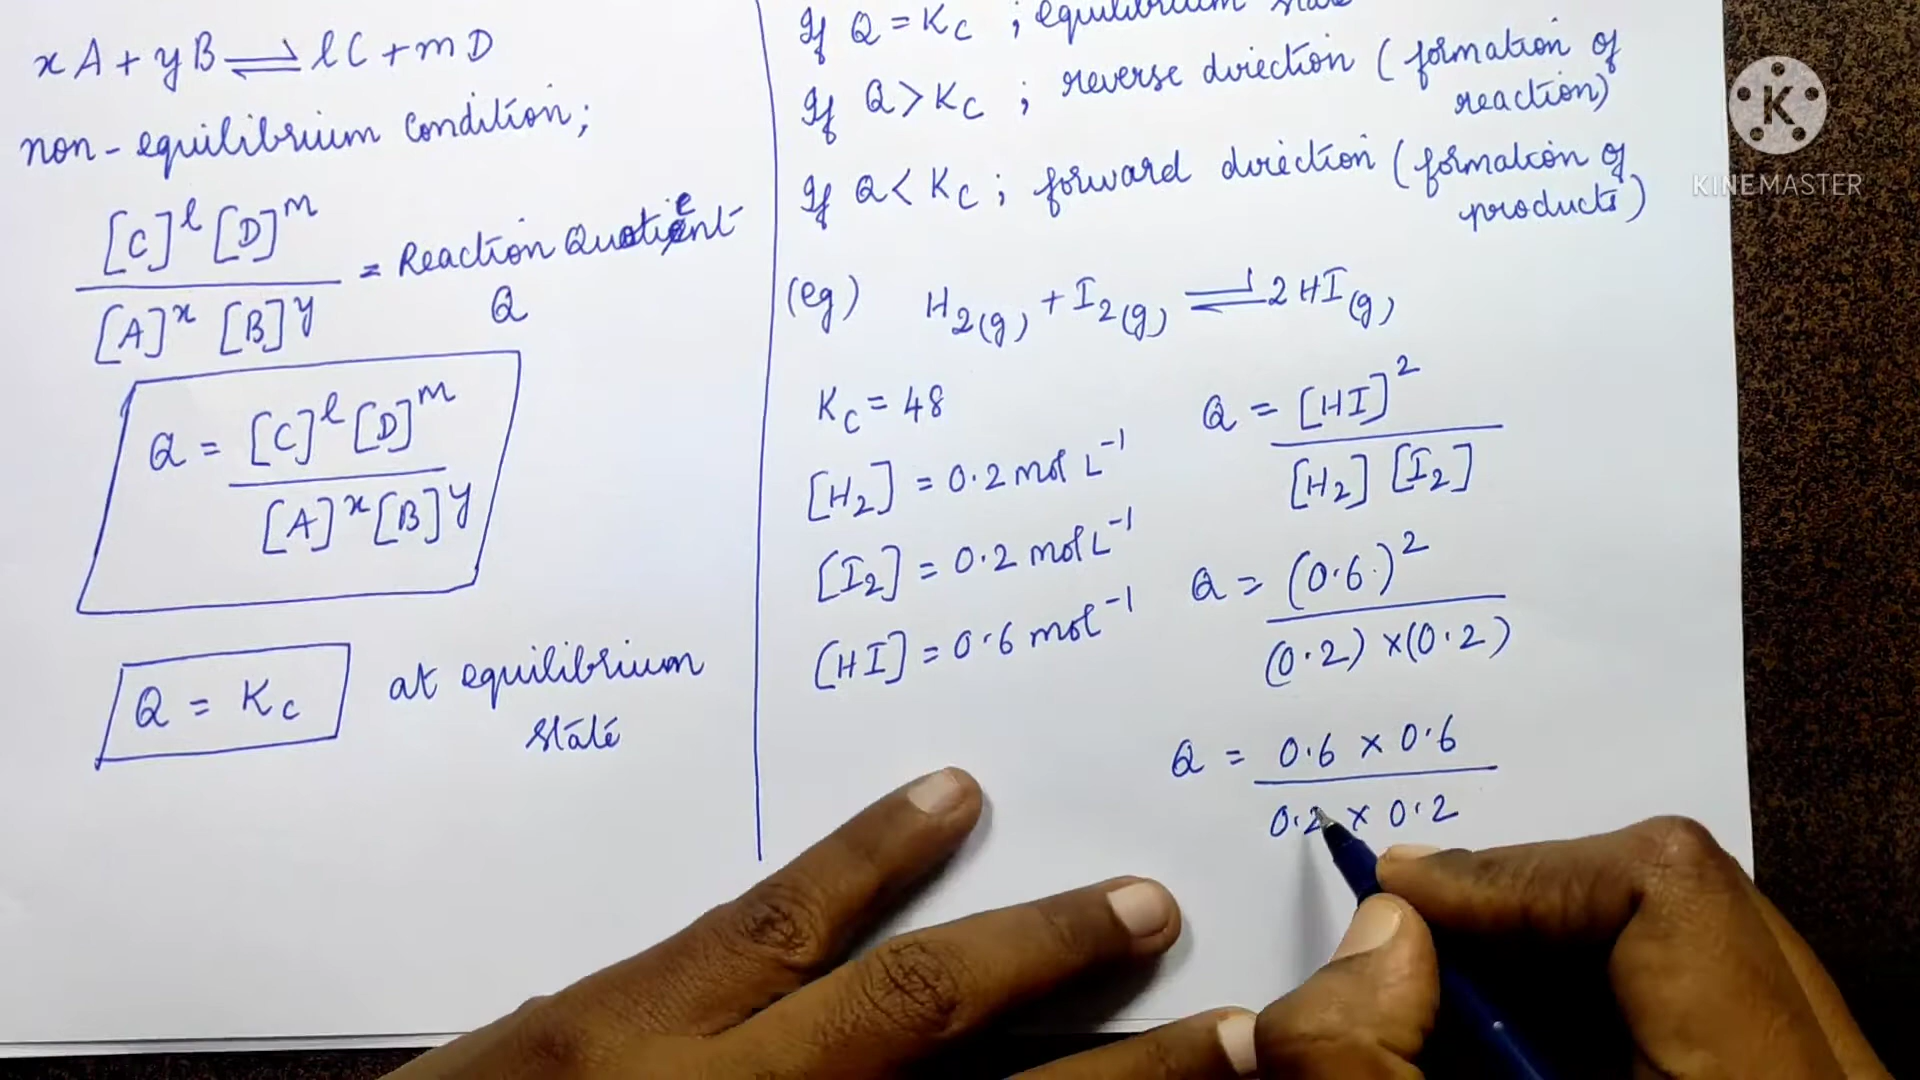 xA + yB ⇌ lC + mD
non-equilibrium condition;
[C]^l [D]^m
[A]^x [B]^y
= Reaction Quotient
Q
Q = [C]^l [D]^m
[A]^x [B]^y
Q = Kc at equilibrium
state
If Q = Kc ; equilibrium state
If Q > Kc ; reverse direction (formation of
reaction)
If Q < Kc ; forward direction (formation of
products)
(eg) H2(g) + I2(g) ⇌ 2HI(g)
Kc = 48
[H2] = 0.2 mol L^-1
[I2] = 0.2 mol L^-1
[HI] = 0.6 mol^-1
Q = [HI]^2
[H2] [I2]
Q = (0.6)^2
(0.2) × (0.2)
Q = 0.6 × 0.6
0.2 × 0.2
K
KINEMASTER